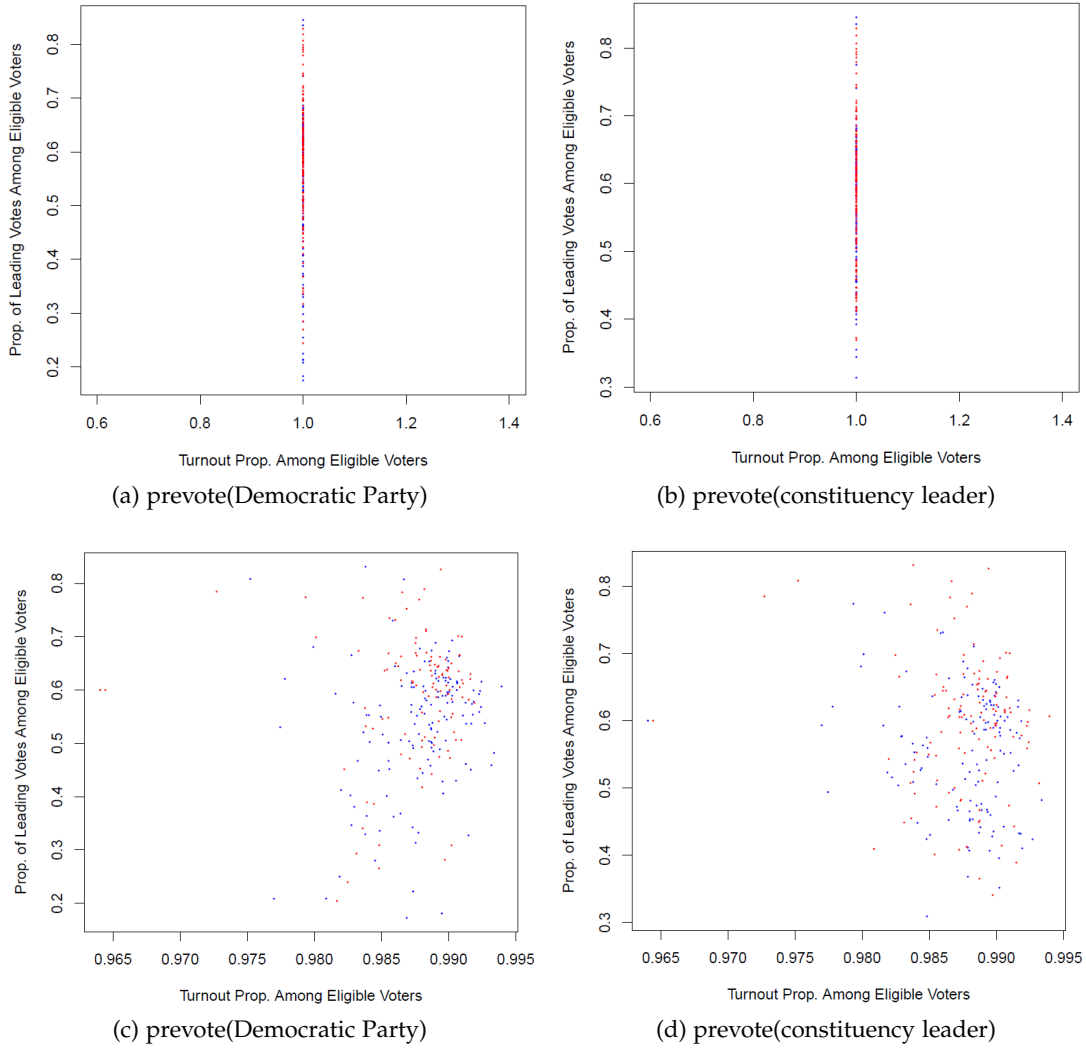 Prop. of Leading Votes Among Eligible Voters
0.8
0.7
0.6
0.5
0.4
0.3
0.2
0.6 0.8 1.0 1.2 1.4
Turnout Prop. Among Eligible Voters
(a) prevote(Democratic Party)
Prop. of Leading Votes Among Eligible Voters
0.8
0.7
0.6
0.5
0.4
0.3
0.6 0.8 1.0 1.2 1.4
Turnout Prop. Among Eligible Voters
(b) prevote(constituency leader)
Prop. of Leading Votes Among Eligible Voters
0.8
0.7
0.6
0.5
0.4
0.3
0.2
0.965 0.970 0.975 0.980 0.985 0.990 0.995
Turnout Prop. Among Eligible Voters
(c) prevote(Democratic Party)
Prop. of Leading Votes Among Eligible Voters
0.8
0.7
0.6
0.5
0.4
0.3
0.965 0.970 0.975 0.980 0.985 0.990 0.995
Turnout Prop. Among Eligible Voters
(d) prevote(constituency leader)